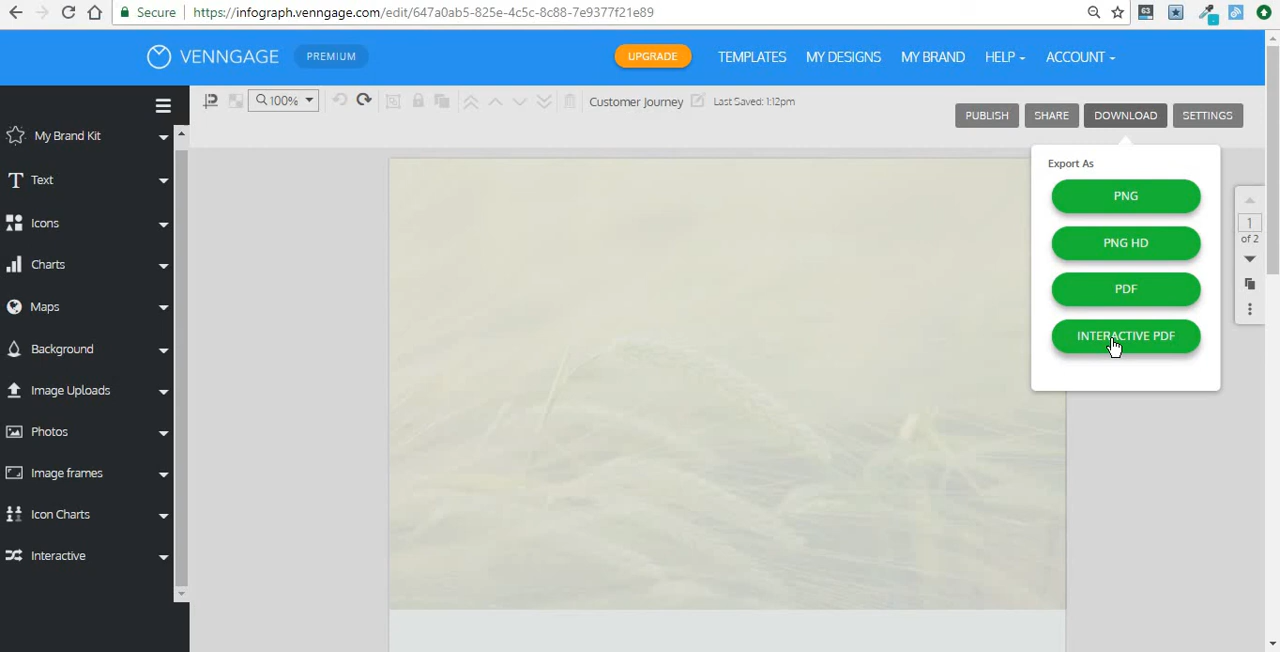 Secure https://infograph.venngage.com/edit/647a0ab5-825e-4c5c-8c88-7e9377f21e89
63
VENNGAGE PREMIUM UPGRADE TEMPLATES MY DESIGNS MY BRAND HELP ACCOUNT
100% Customer Journey Last Saved: 1:12pm
PUBLISH SHARE DOWNLOAD SETTINGS
My Brand Kit
Text
Icons
Charts
Maps
Background
Image Uploads
Photos
Image frames
Icon Charts
Interactive
Export As
PNG
PNG HD
PDF
INTERACTIVE PDF
1
of 2